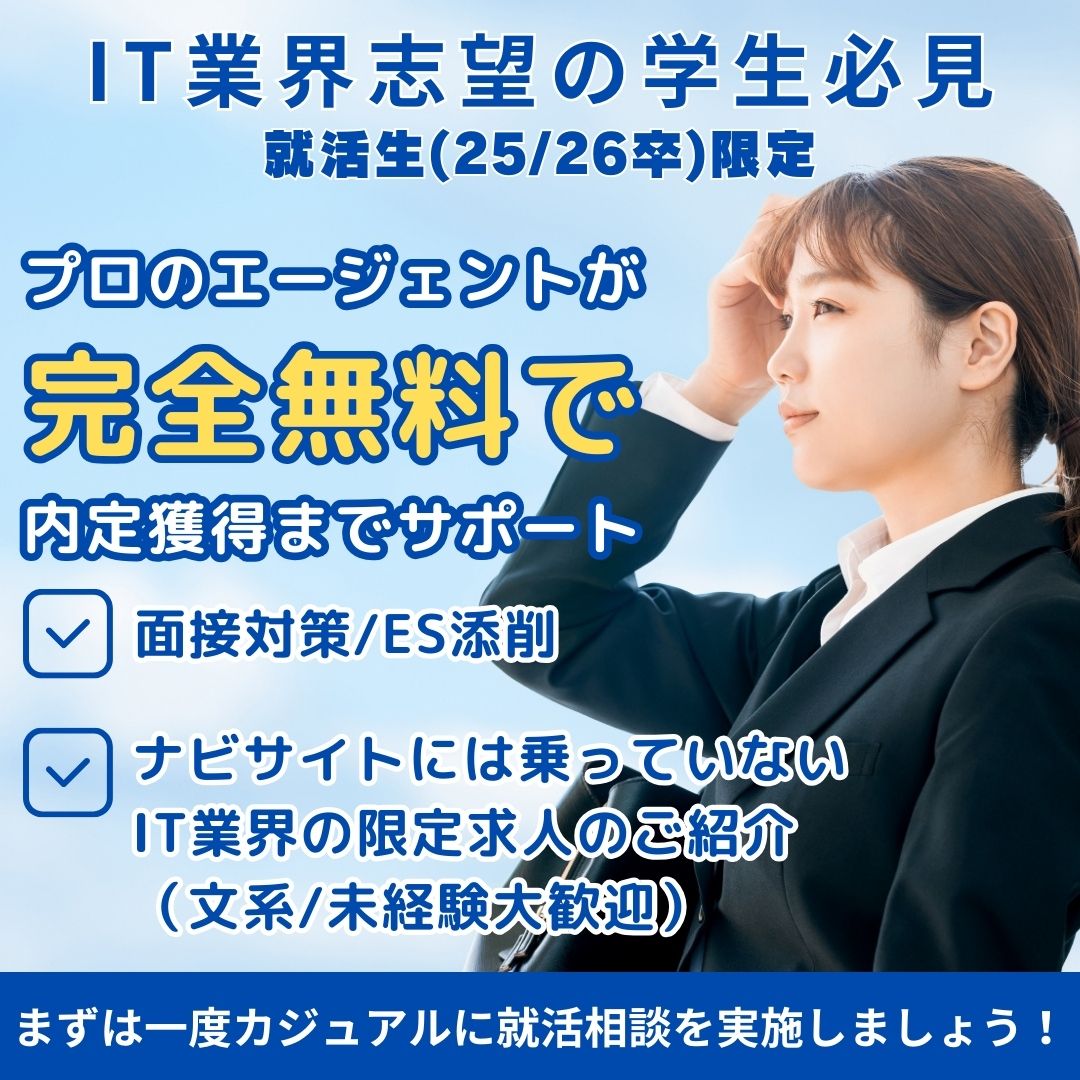 IT業界志望の学生必見
就活生(25/26卒)限定
プロのエージェントが
完全無料で
内定獲得までサポート
面接対策/ES添削
ナビサイトには乗っていない
IT業界の限定求人のご紹介
（文系/未経験大歓迎）
まずは一度カジュアルに就活相談を実施しましょう！